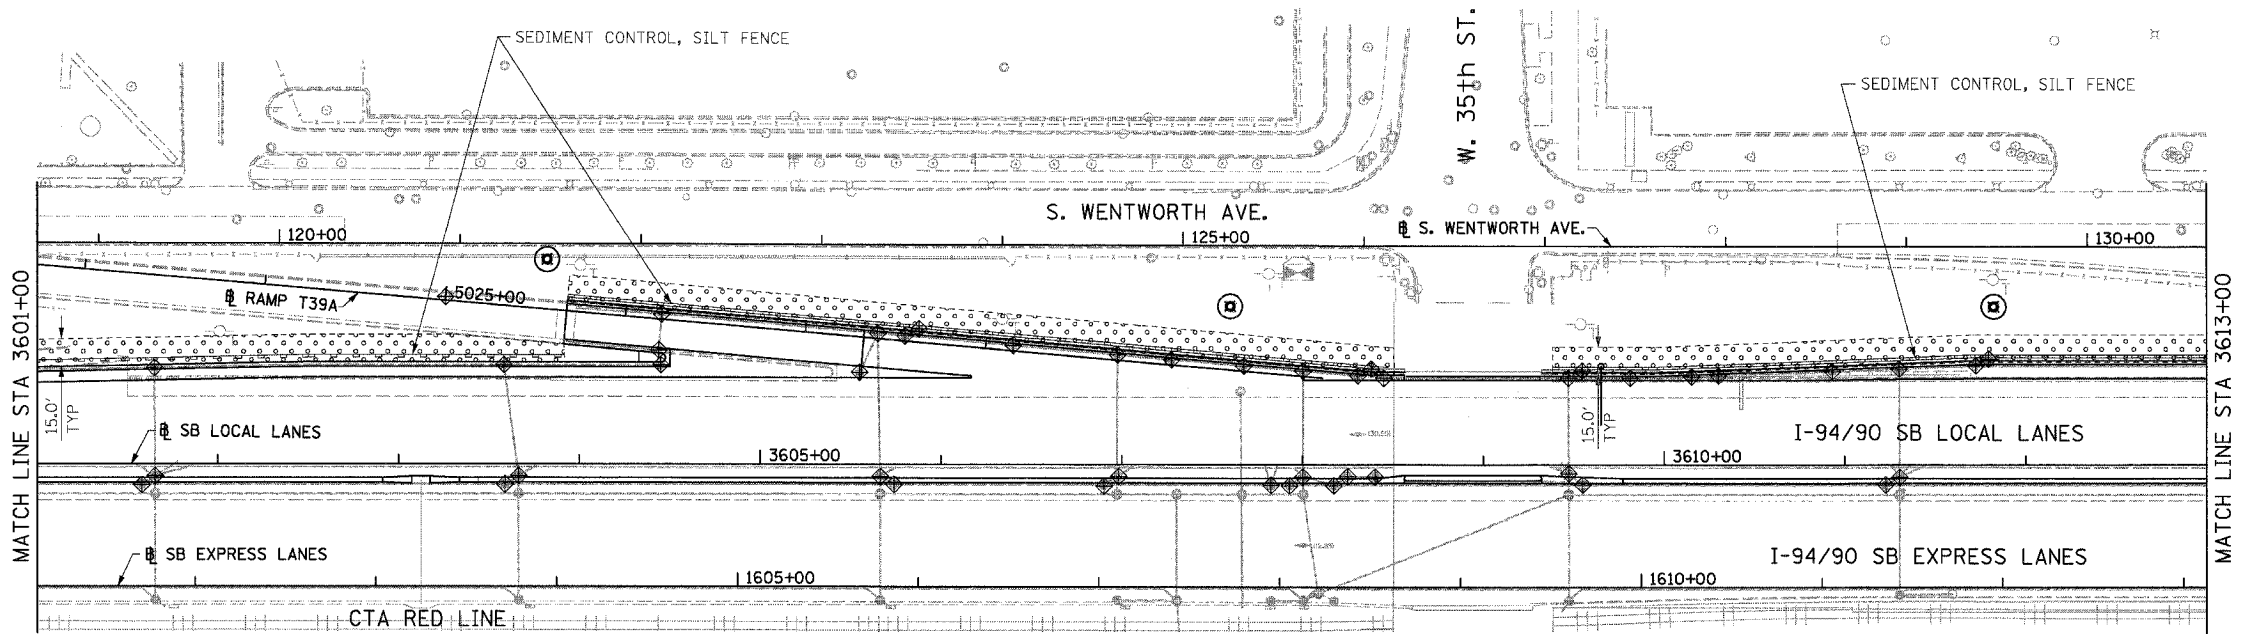 SEDIMENT CONTROL, SILT FENCE
W. 35th ST.
SEDIMENT CONTROL, SILT FENCE
S. WENTWORTH AVE.
120+00
125+00
℄ S. WENTWORTH AVE.
130+00
℄ RAMP T39A
5025+00
MATCH LINE STA 3601+00
MATCH LINE STA 3613+00
15.0'
TYP
15.0'
TYP
℄ SB LOCAL LANES
I-94/90 SB LOCAL LANES
3605+00
3610+00
℄ SB EXPRESS LANES
I-94/90 SB EXPRESS LANES
1605+00
1610+00
CTA RED LINE